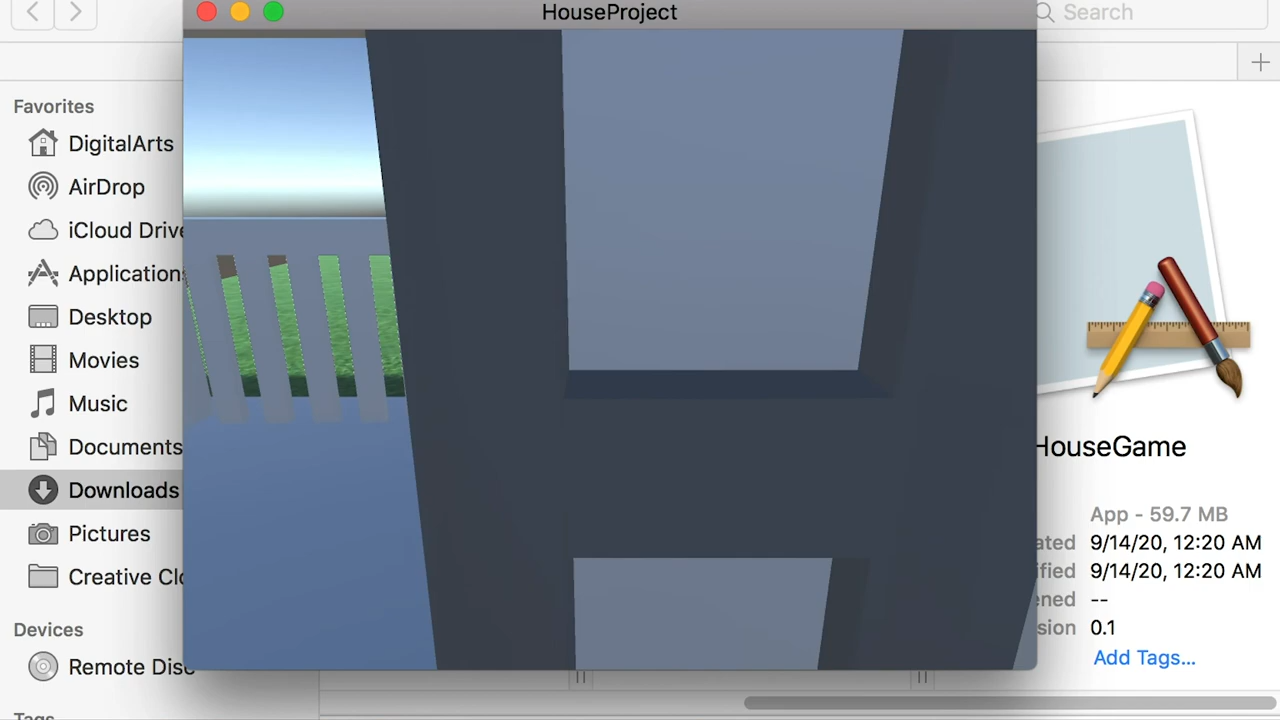 HouseProject
Search
Favorites
DigitalArts
AirDrop
iCloud Drive
Applications
Desktop
Movies
Music
Documents
Downloads
Pictures
Creative Clo
Devices
Remote Disc
Tags
HouseGame
App - 59.7 MB
ated 9/14/20, 12:20 AM
ified 9/14/20, 12:20 AM
ened --
sion 0.1
Add Tags...